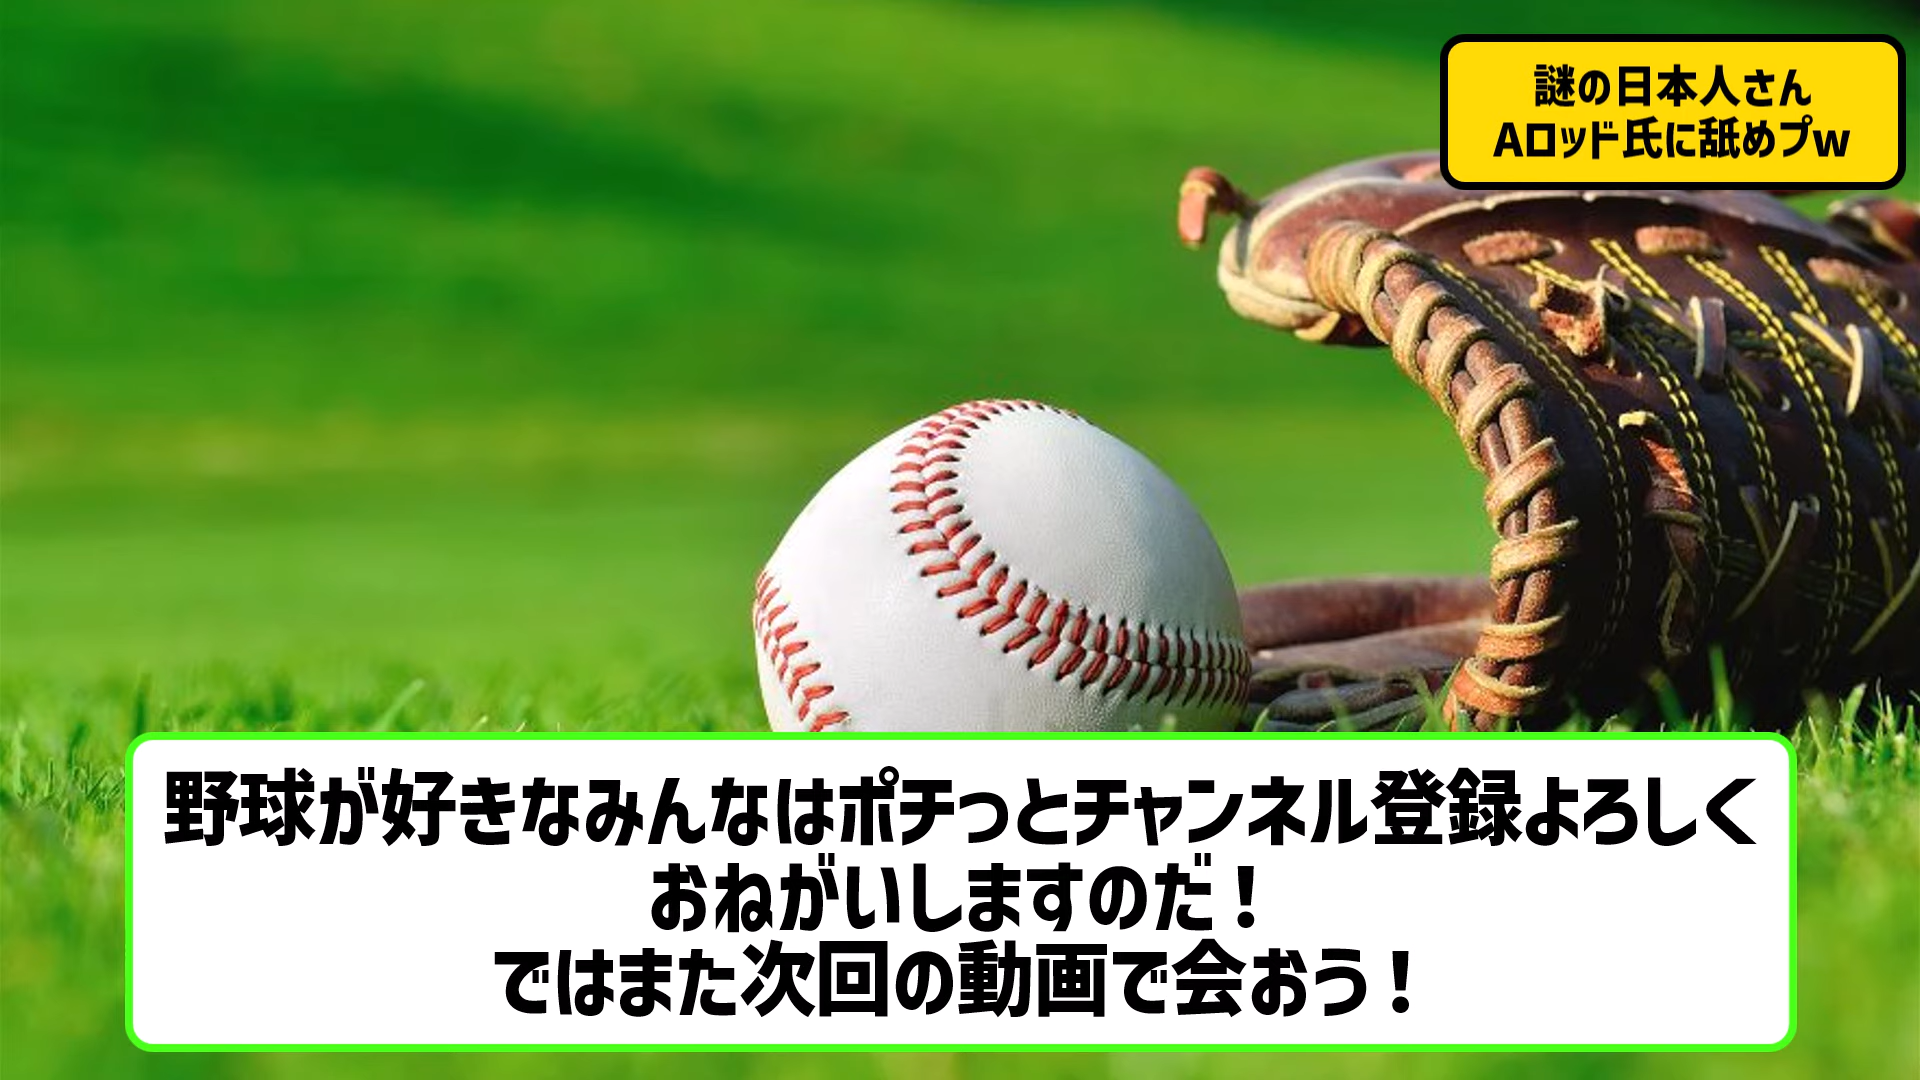 謎の日本人さん
Aロッド氏に舐めプw
野球が好きなみんなはポチっとチャンネル登録よろしく
おねがいしますのだ！
ではまた次回の動画で会おう！